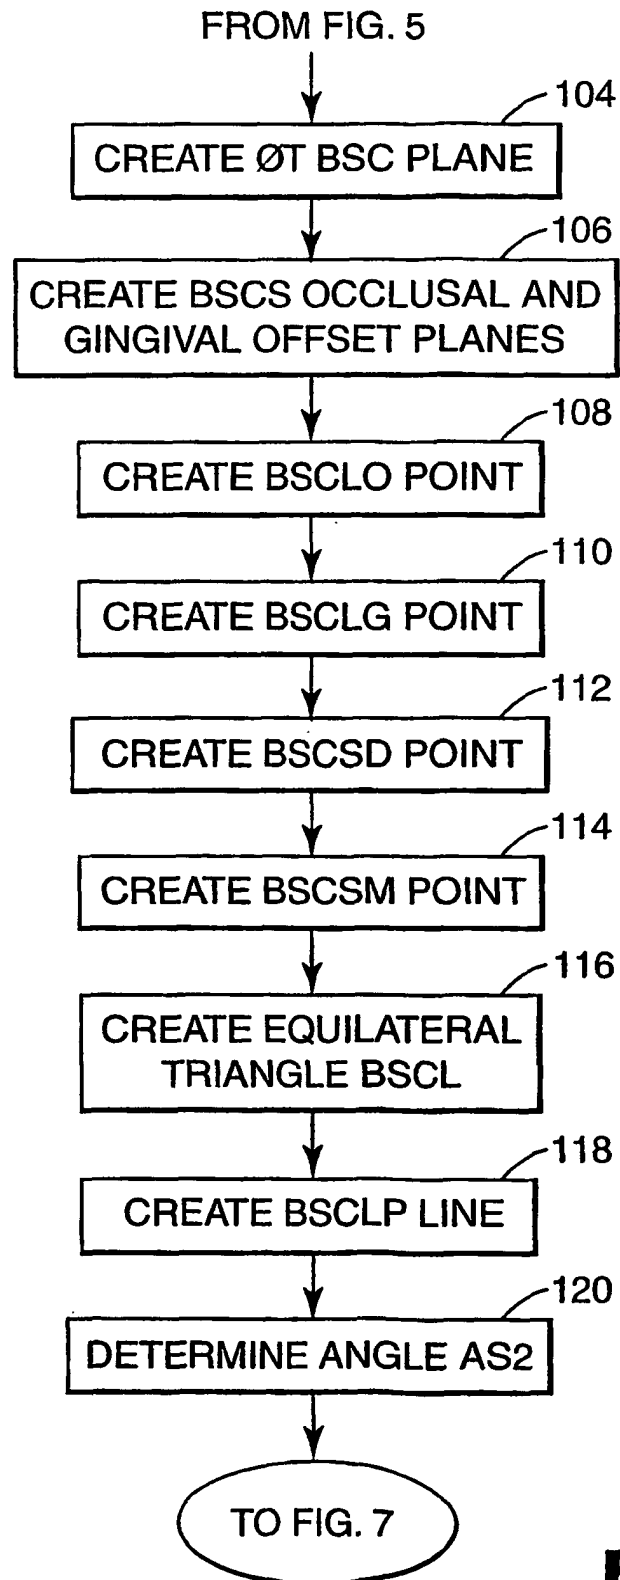 FROM FIG. 5
104
CREATE ØT BSC PLANE
106
CREATE BSCS OCCLUSAL AND
GINGIVAL OFFSET PLANES
108
CREATE BSCLO POINT
110
CREATE BSCLG POINT
112
CREATE BSCSD POINT
114
CREATE BSCSM POINT
116
CREATE EQUILATERAL
TRIANGLE BSCL
118
CREATE BSCLP LINE
120
DETERMINE ANGLE AS2
TO FIG. 7